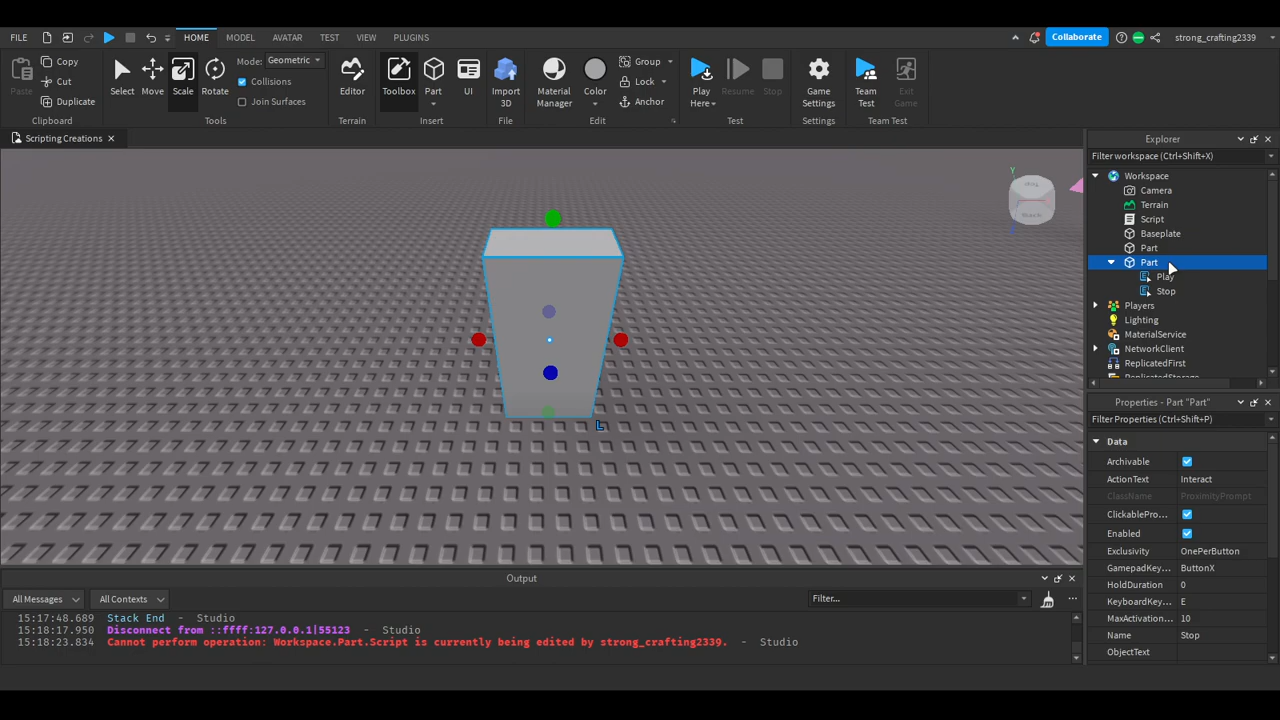 FILE HOME MODEL AVATAR TEST VIEW PLUGINS Collaborate strong_crafting2339
Paste Copy Cut Duplicate Clipboard
Select Move Scale Rotate Mode: Geometric Collisions Join Surfaces Tools
Editor Terrain
Toolbox Part UI Insert
Import 3D File
Material Manager Color Group Lock Anchor Edit
Play Here Resume Stop Test
Game Settings Settings
Team Test Exit Game Team Test
Scripting Creations
Y
Back
L
Explorer
Filter workspace (Ctrl+Shift+X)
Workspace
Camera
Terrain
Script
Baseplate
Part
Part
Play
Stop
Players
Lighting
MaterialService
NetworkClient
ReplicatedFirst
ReplicatedStorage
Properties - Part "Part"
Filter Properties (Ctrl+Shift+P)
Data
Archivable
ActionText Interact
ClassName ProximityPrompt
ClickablePro...
Enabled
Exclusivity OnePerButton
GamepadKey... ButtonX
HoldDuration 0
KeyboardKey... E
MaxActivation... 10
Name Stop
ObjectText
Output
All Messages All Contexts Filter...
15:17:48.689 Stack End - Studio
15:18:17.950 Disconnect from ::ffff:127.0.0.1|55123 - Studio
15:18:23.834 Cannot perform operation: Workspace.Part.Script is currently being edited by strong_crafting2339. - Studio